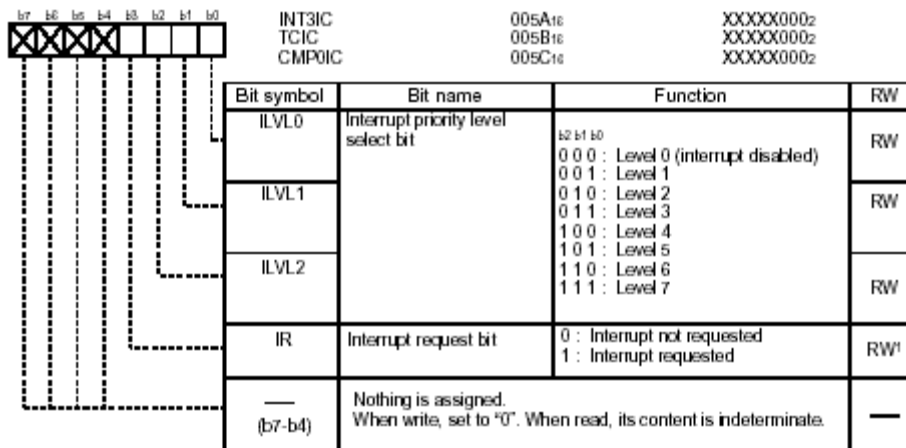 b7 b6 b5 b4 b3 b2 b1 b0
INT3IC 005A16 XXXXX0002
TCIC 005B16 XXXXX0002
CMP0IC 005C16 XXXXX0002
Bit symbol Bit name Function RW
ILVL0 Interrupt priority level
select bit
b2 b1 b0
0 0 0 : Level 0 (interrupt disabled) RW
0 0 1 : Level 1
ILVL1 0 1 0 : Level 2 RW
0 1 1 : Level 3
1 0 0 : Level 4
1 0 1 : Level 5
ILVL2 1 1 0 : Level 6
1 1 1 : Level 7 RW
IR Interrupt request bit 0 : Interrupt not requested
1 : Interrupt requested RW1
— Nothing is assigned.
(b7-b4) When write, set to “0”. When read, its content is indeterminate. —